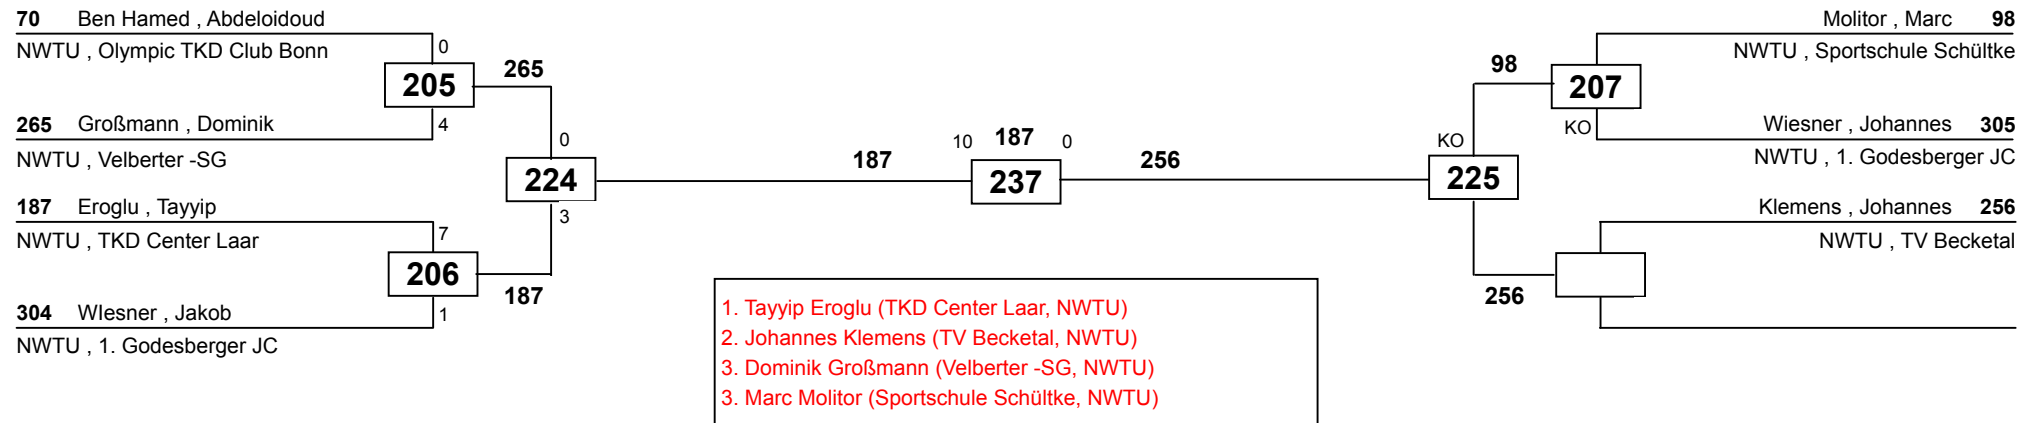 70 Ben Hamed , Abdeloidoud
NWTU , Olympic TKD Club Bonn
0
205
265
4
265 Großmann , Dominik
NWTU , Velberter -SG
0
224
3
187 Eroglu , Tayyip
NWTU , TKD Center Laar
7
206
187
1
304 WIesner , Jakob
NWTU , 1. Godesberger JC
187
10 187 0
237
256
Molitor , Marc 98
NWTU , Sportschule Schültke
98
207
KO
Wiesner , Johannes 305
NWTU , 1. Godesberger JC
KO
225
Klemens , Johannes 256
NWTU , TV Becketal
256
1. Tayyip Eroglu (TKD Center Laar, NWTU)
2. Johannes Klemens (TV Becketal, NWTU)
3. Dominik Großmann (Velberter -SG, NWTU)
3. Marc Molitor (Sportschule Schültke, NWTU)